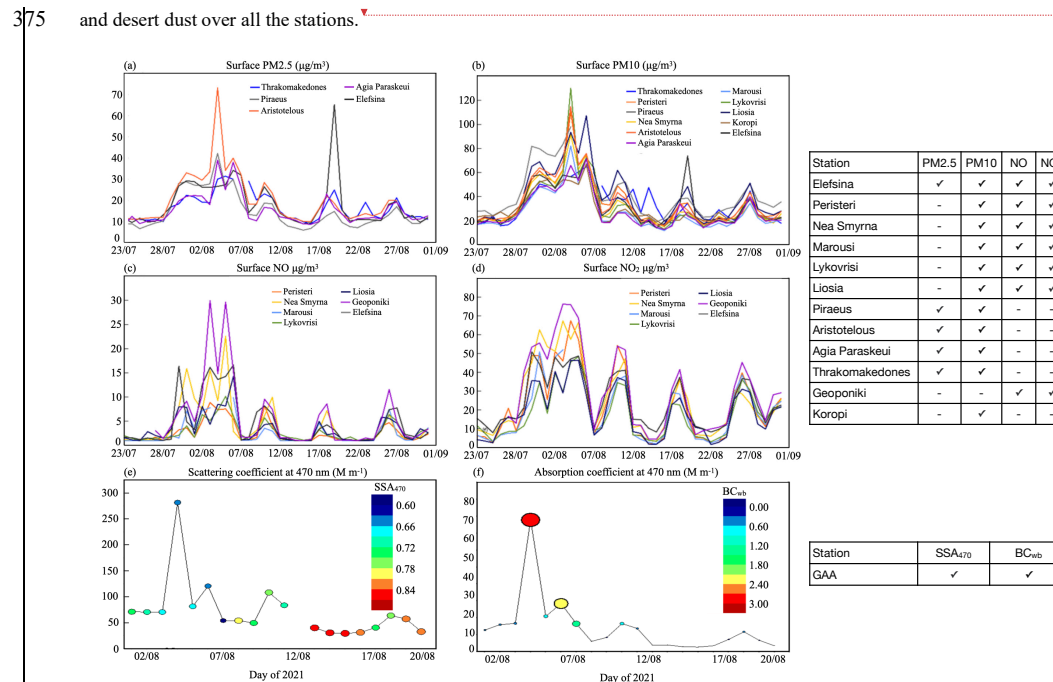 375
and desert dust over all the stations.
(a) Surface PM2.5 (μg/m³)
Thrakomakedones
Piraeus
Aristotelous
Agia Paraskeui
Elefsina
70
60
50
40
30
20
10
0
23/07 28/07 02/08 07/08 12/08 17/08 22/08 27/08 01/09
(b) Surface PM10 (μg/m³)
Thrakomakedones
Peristeri
Piraeus
Nea Smyrna
Aristotelous
Agia Paraskeui
Marousi
Lykovrisi
Liosia
Koropi
Elefsina
120
100
80
60
40
20
0
23/07 28/07 02/08 07/08 12/08 17/08 22/08 27/08 01/09
(c) Surface NO μg/m³
Peristeri
Nea Smyrna
Marousi
Lykovrisi
Liosia
Geoponiki
Elefsina
30
25
20
15
10
5
0
23/07 28/07 02/08 07/08 12/08 17/08 22/08 27/08 01/09
(d) Surface NO₂ μg/m³
Peristeri
Nea Smyrna
Marousi
Lykovrisi
Liosia
Geoponiki
Elefsina
80
70
60
50
40
30
20
10
0
23/07 28/07 02/08 07/08 12/08 17/08 22/08 27/08 01/09
(e) Scattering coefficient at 470 nm (M m⁻¹)
SSA₄₇₀
0.60
0.66
0.72
0.78
0.84
300
250
200
150
100
50
0
02/08 07/08 12/08 17/08 20/08
Day of 2021
(f) Absorption coefficient at 470 nm (M m⁻¹)
BCwb
0.00
0.60
1.20
1.80
2.40
3.00
80
70
60
50
40
30
20
10
0
02/08 07/08 12/08 17/08 20/08
Day of 2021
Station PM2.5 PM10 NO
Elefsina ✓ ✓ ✓ ✓
Peristeri - ✓ ✓ ✓
Nea Smyrna - ✓ ✓ ✓
Marousi - ✓ ✓ ✓
Lykovrisi - ✓ ✓ ✓
Liosia - ✓ ✓ ✓
Piraeus ✓ ✓ - -
Aristotelous ✓ ✓ - -
Agia Paraskeui ✓ ✓ - -
Thrakomakedones ✓ ✓ - -
Geoponiki - - ✓ ✓
Koropi - ✓ - -
Station SSA₄₇₀ BCwb
GAA ✓ ✓